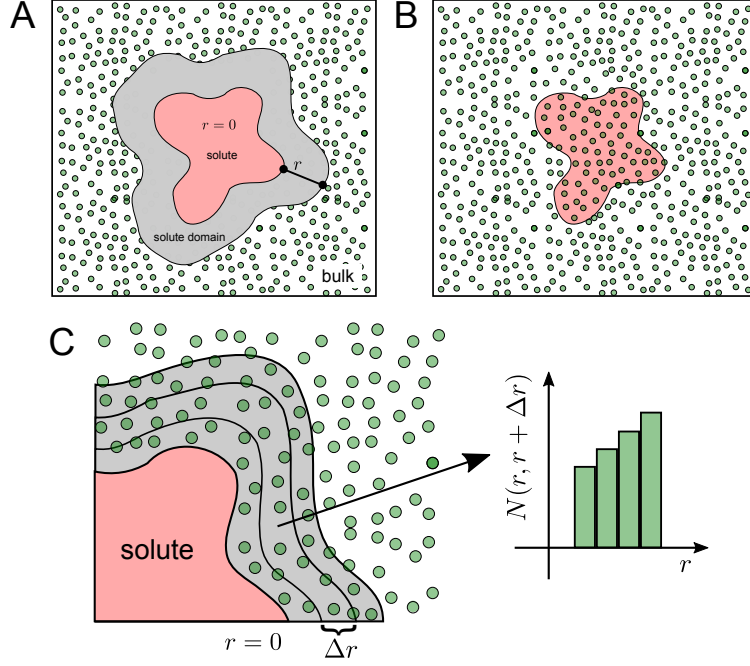 A
B
r = 0
solute
r
solute domain
bulk
C
N(r, r + Δr)
solute
r
r = 0
Δr